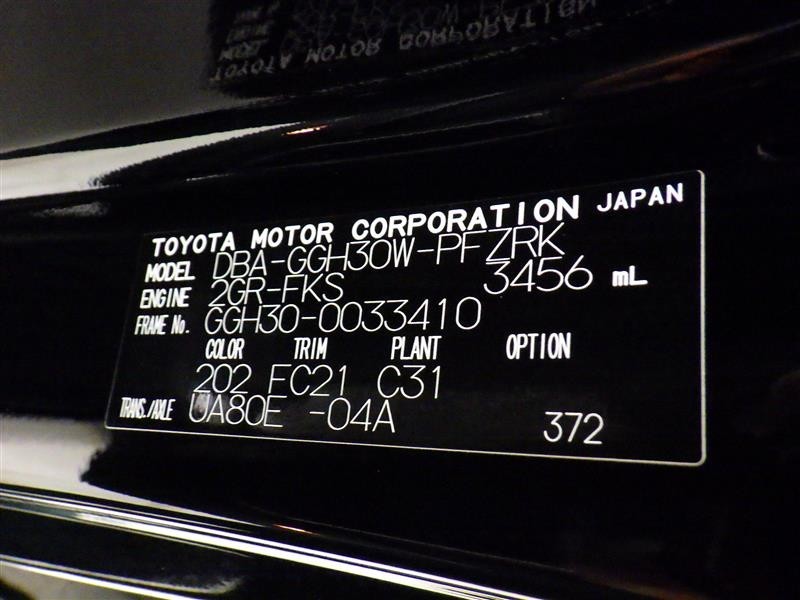 TOYOTA MOTOR CORPORATION JAPAN
MODEL DBA-GGH30W-PFZRK
ENGINE 2GR-FKS 3456 mL
FRAME No. GGH30-0033410
COLOR TRIM PLANT OPTION
202 FC21 C31
TRANS./AXLE UA80E -04A 372